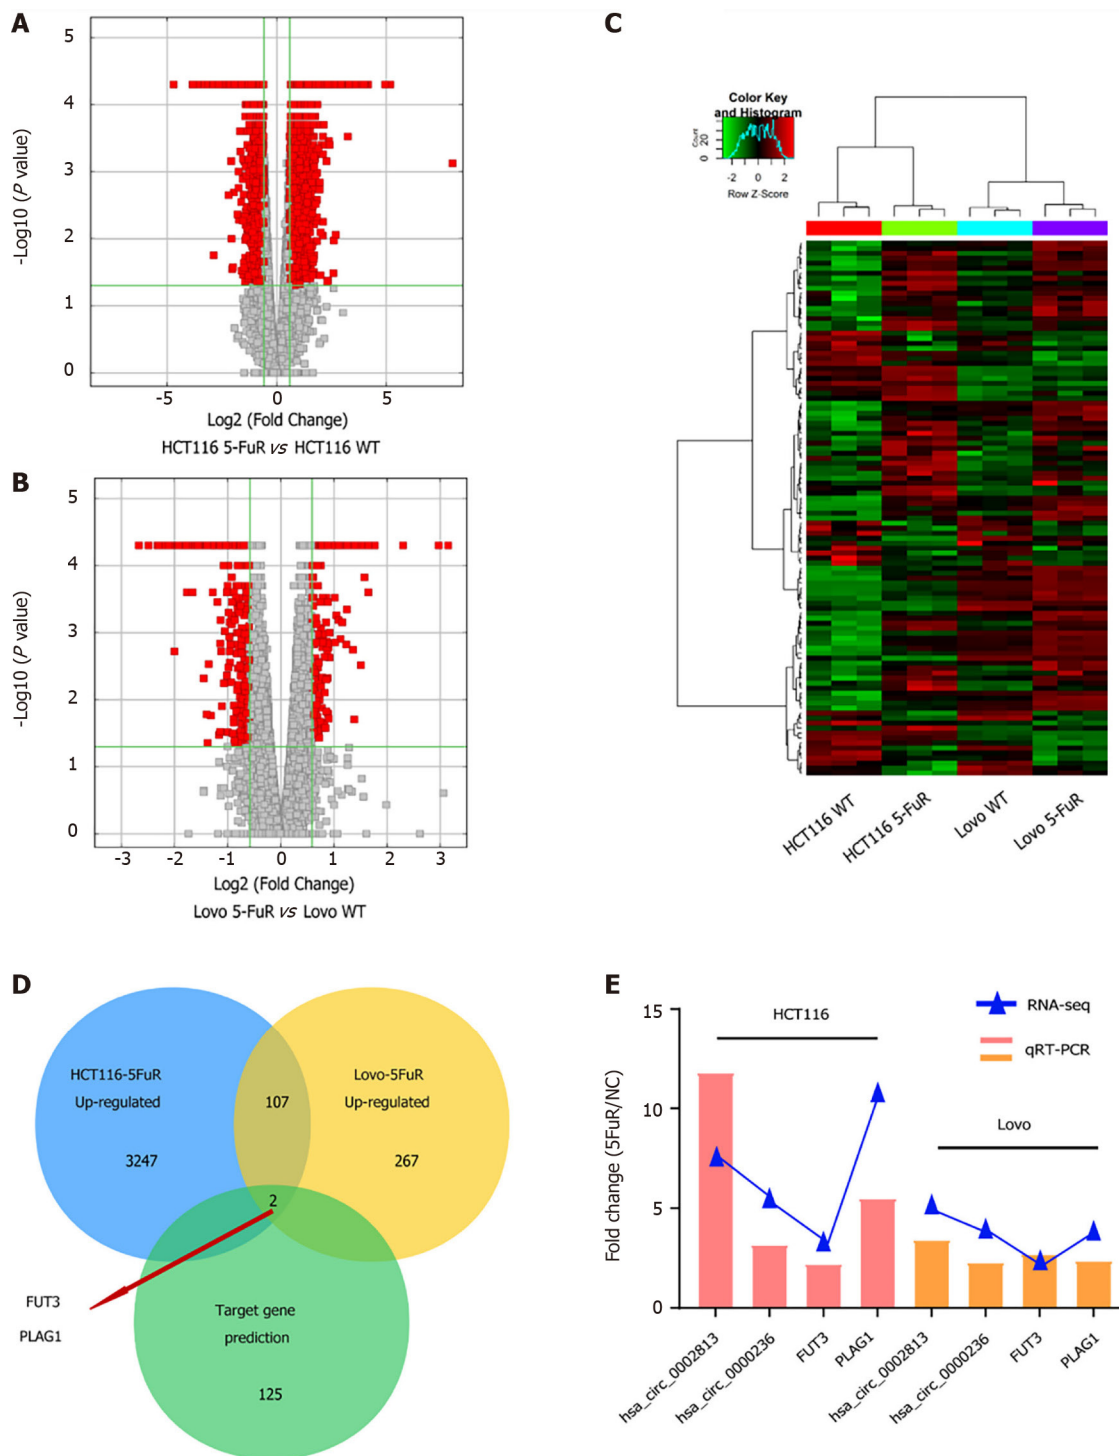 A
-Log10 (P value)
5
4
3
2
1
0
-5
0
5
Log2 (Fold Change)
HCT116 5-FuR vs HCT116 WT
B
-Log10 (P value)
5
4
3
2
1
0
-3
-2
-1
0
1
2
3
Log2 (Fold Change)
Lovo 5-FuR vs Lovo WT
C
Color Key
and Histogram
Count
0 20
-2 0 2
Row Z-Score
HCT116 WT
HCT116 5-FuR
Lovo WT
Lovo 5-FuR
D
HCT116-5FuR
Up-regulated
3247
107
Lovo-5FuR
Up-regulated
267
2
FUT3
PLAG1
Target gene
prediction
125
E
Fold change (5FuR/NC)
15
10
5
0
HCT116
Lovo
RNA-seq
qRT-PCR
hsa_circ_0002813
hsa_circ_0000236
FUT3
PLAG1
hsa_circ_0002813
hsa_circ_0000236
FUT3
PLAG1